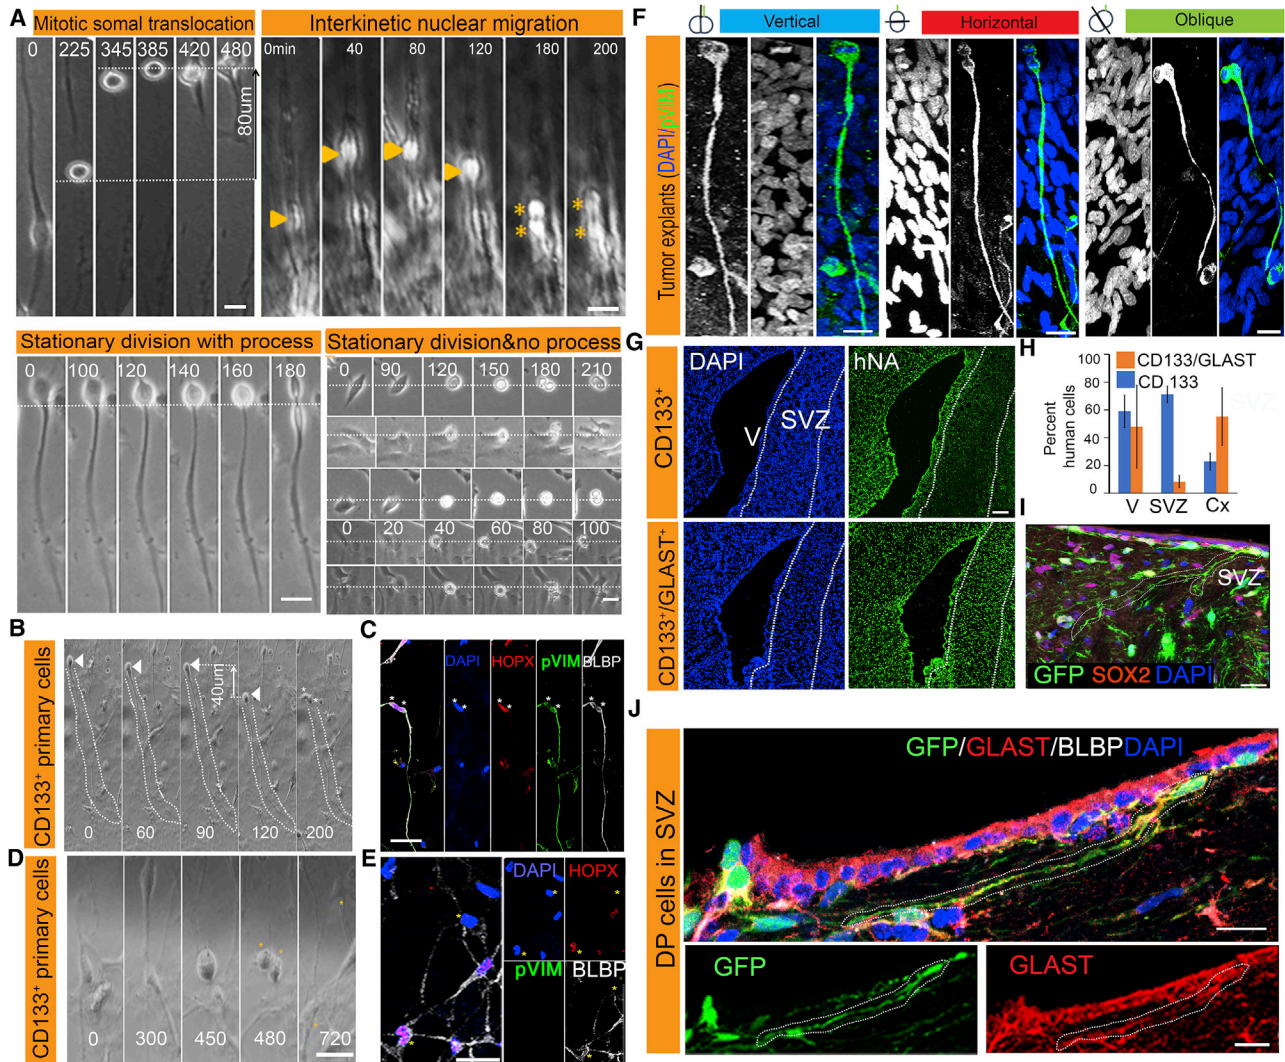 A
Mitotic somal translocation
0 225 345 385 420 480
80um
Interkinetic nuclear migration
0min 40 80 120 180 200
* *
* *
Stationary division with process
0 100 120 140 160 180
Stationary division&no process
0 90 120 150 180 210
0 20 40 60 80 100
B
CD133+ primary cells
40um
0 60 90 120 200
C
DAPI HOPX pVIM BLBP
D
CD133+ primary cells
0 300 450 480 720
E
DAPI HOPX
pVIM BLBP
F
Vertical Horizontal Oblique
Tumor explants (DAPI/pVIM)
G
CD133+
DAPI hNA
V SVZ
CD133+/GLAST+
H
Percent human cells
100
80
60
40
20
0
CD133/GLAST
CD 133
V SVZ Cx
I
SVZ
GFP SOX2 DAPI
J
DP cells in SVZ
GFP/GLAST/BLBP DAPI
GFP GLAST